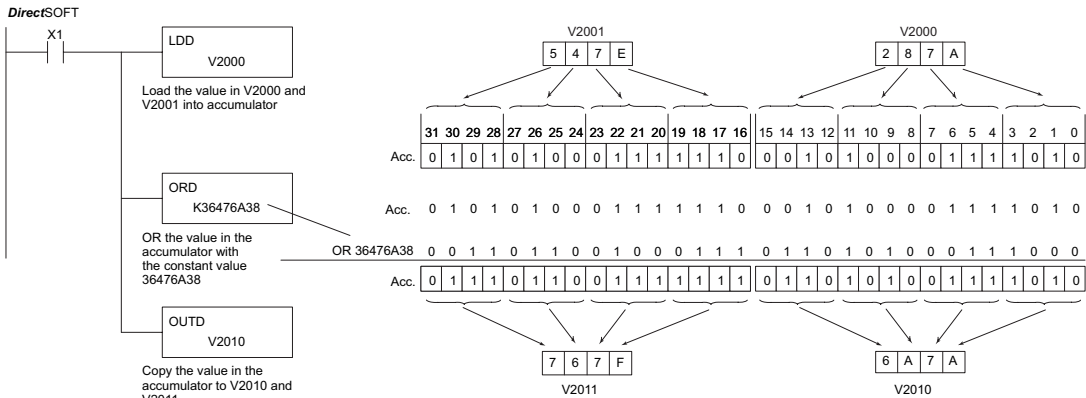 DirectSOFT
X1
LDD
V2000
Load the value in V2000 and
V2001 into accumulator
ORD
K36476A38
OR the value in the
accumulator with
the constant value
36476A38
OUTD
V2010
Copy the value in the
accumulator to V2010 and
V2011
V2001 V2000
5 4 7 E 2 8 7 A
31 30 29 28 27 26 25 24 23 22 21 20 19 18 17 16 15 14 13 12 11 10 9 8 7 6 5 4 3 2 1 0
Acc. 0 1 0 1 0 1 0 0 0 1 1 1 1 1 1 0 0 0 1 0 1 0 0 0 0 1 1 1 1 0 1 0
Acc. 0 1 0 1 0 1 0 0 0 1 1 1 1 1 1 0 0 0 1 0 1 0 0 0 0 1 1 1 1 0 1 0
OR 36476A38 0 0 1 1 0 1 1 0 0 1 0 0 0 1 1 1 0 1 1 0 1 0 1 0 0 0 1 1 1 0 0 0
Acc. 0 1 1 1 0 1 1 0 0 1 1 1 1 1 1 1 0 1 1 0 1 0 1 0 0 1 1 1 1 0 1 0
7 6 7 F 6 A 7 A
V2011 V2010